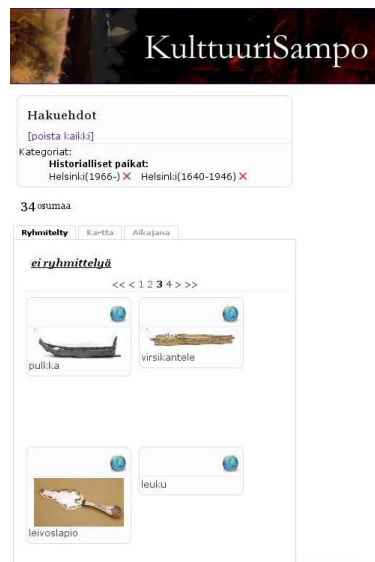 KulttuuriSampo
Hakuehdot
[poista kaikki]
Kategoriat:
Historialliset paikat:
Helsinki(1966-) Helsinki(1640-1946)
34 osumaa
Ryhmitelty Kartta Aikajana
ei ryhmittelyä
<< < 1 2 3 4 > >>
pulkka virsikantele
leivoslapio leuku